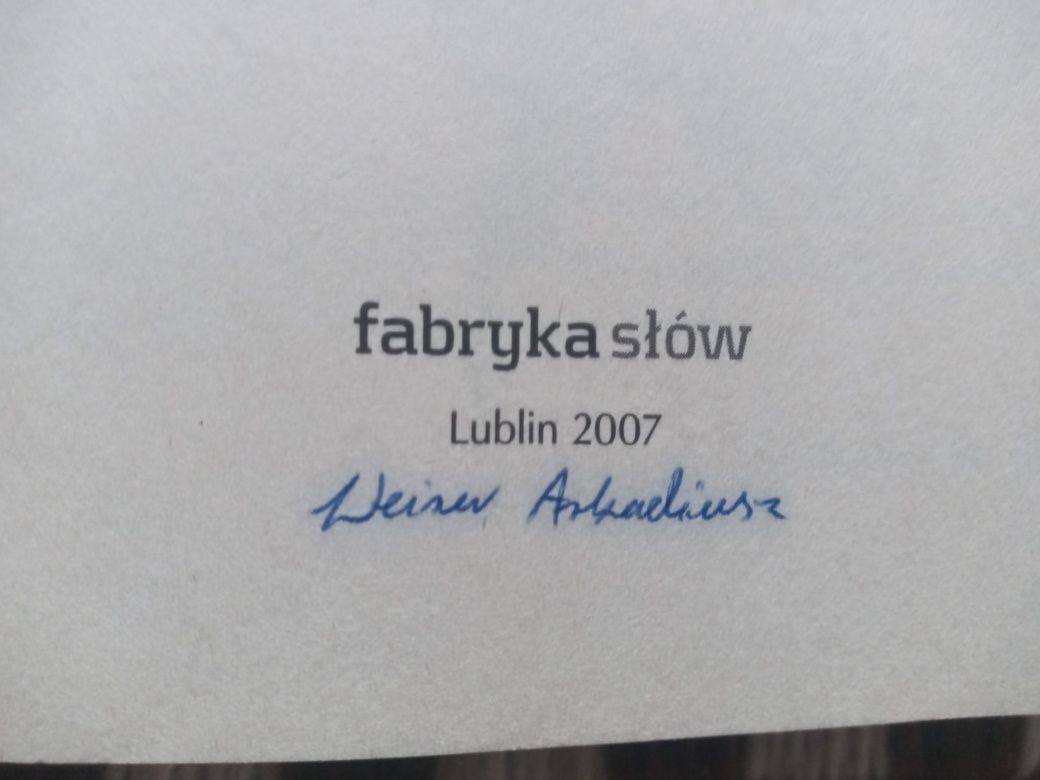 fabryka słów
Lublin 2007
Arkadiusz